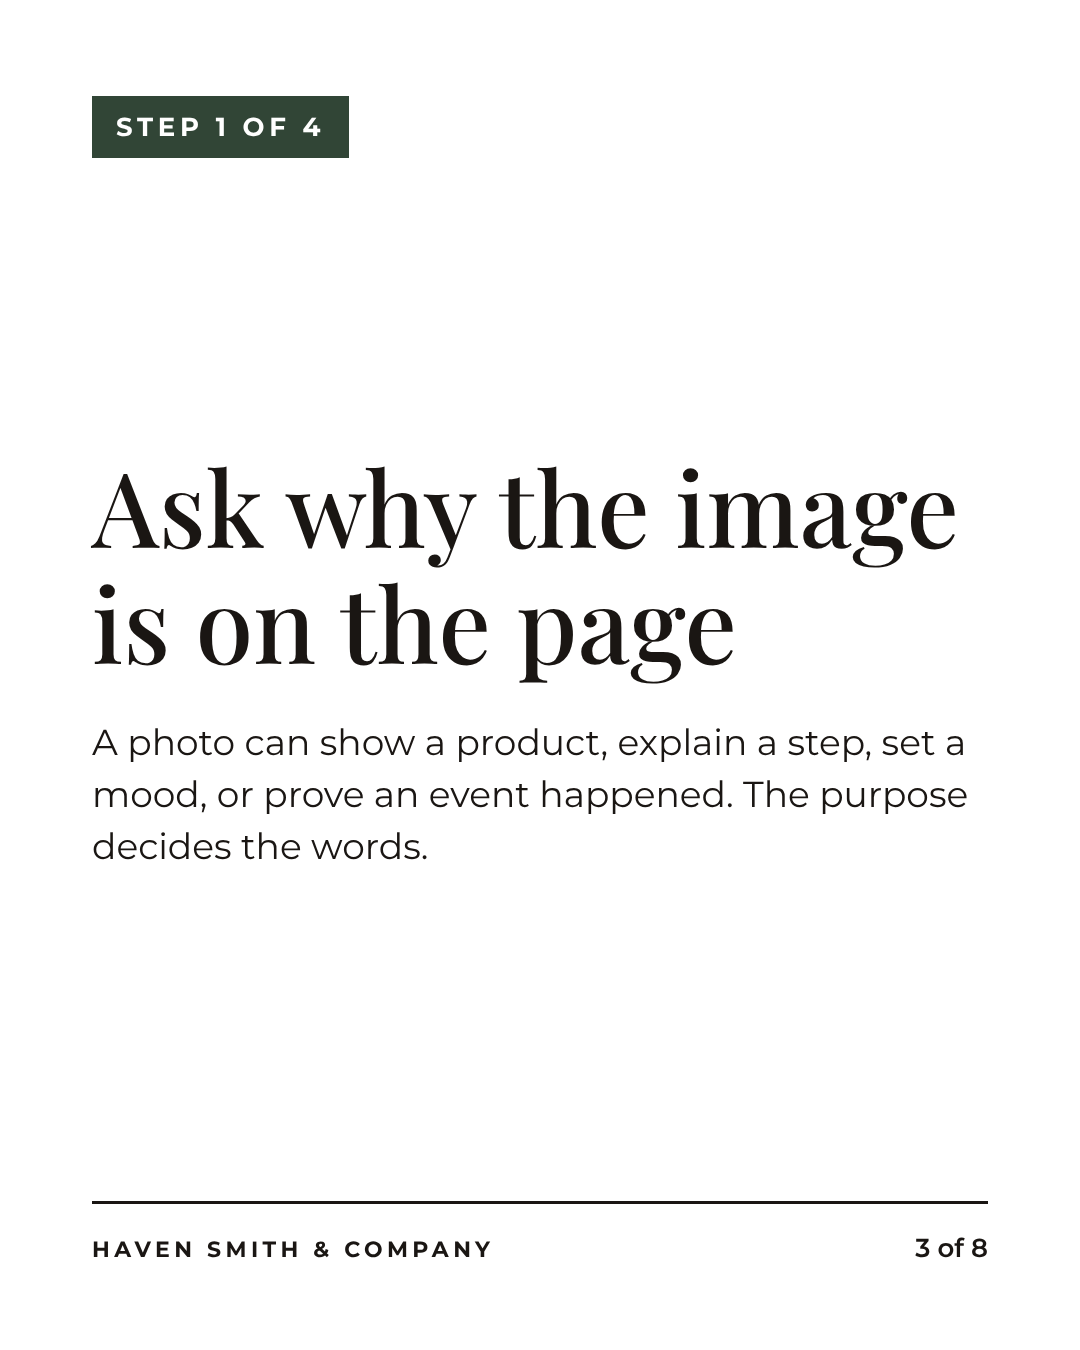 STEP 1 OF 4
Ask why the image
is on the page
A photo can show a product, explain a step, set a
mood, or prove an event happened. The purpose
decides the words.
HAVEN SMITH & COMPANY
3 of 8